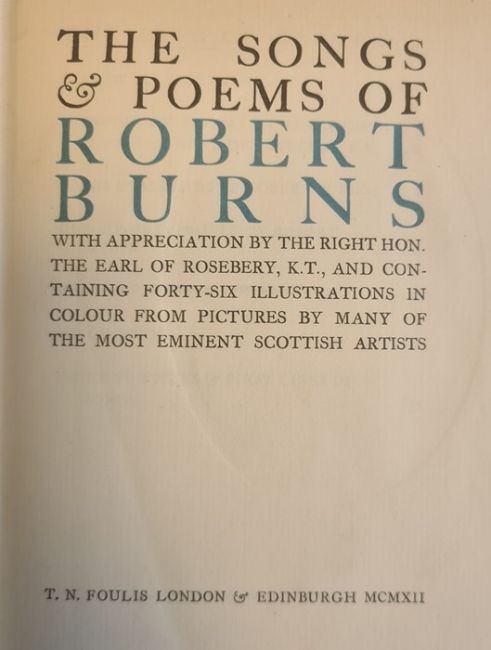 THE SONGS
& POEMS OF
ROBERT
BURNS
WITH APPRECIATION BY THE RIGHT HON.
THE EARL OF ROSEBERY, K.T., AND CON-
TAINING FORTY-SIX ILLUSTRATIONS IN
COLOUR FROM PICTURES BY MANY OF
THE MOST EMINENT SCOTTISH ARTISTS
T. N. FOULIS LONDON & EDINBURGH MCMXII